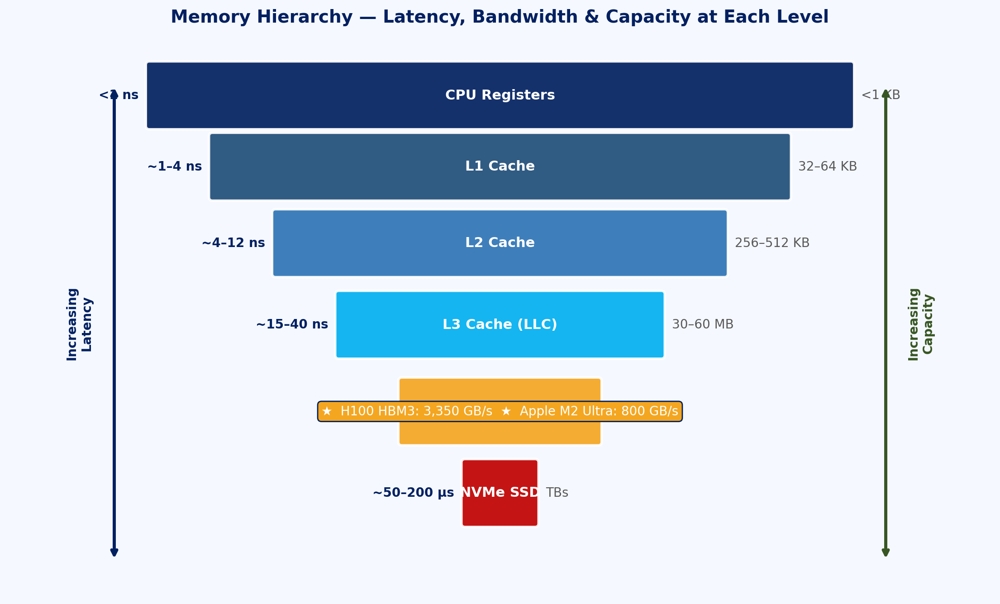 Memory Hierarchy — Latency, Bandwidth & Capacity at Each Level
<1 ns
CPU Registers
<1 KB
~1–4 ns
L1 Cache
32–64 KB
~4–12 ns
L2 Cache
256–512 KB
Increasing
Latency
~15–40 ns
L3 Cache (LLC)
30–60 MB
Increasing
Capacity
★ H100 HBM3: 3,350 GB/s ★ Apple M2 Ultra: 800 GB/s
~50–200 µs
NVMe SSD
TBs